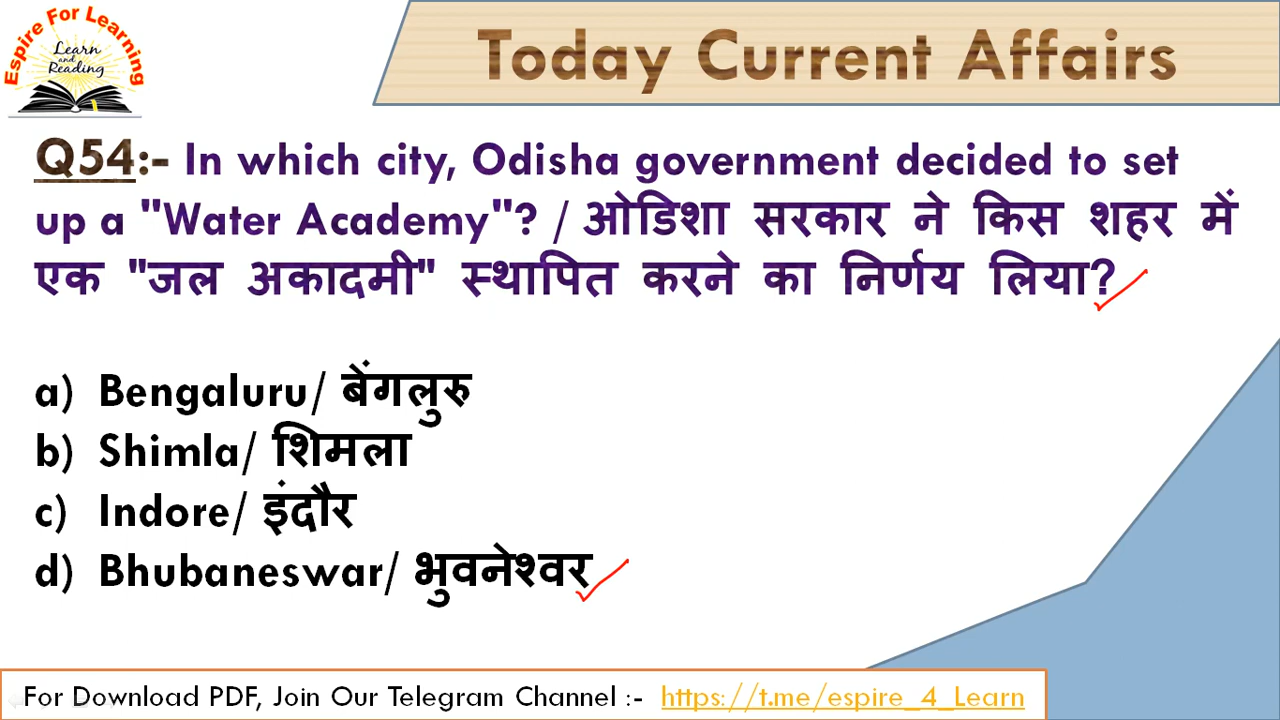 Espire For Learning
Learn
and
Reading
Today Current Affairs
Q54:- In which city, Odisha government decided to set
up a "Water Academy"? / ओडिशा सरकार ने किस शहर में
एक "जल अकादमी" स्थापित करने का निर्णय लिया?
a) Bengaluru/ बेंगलुरु
b) Shimla/ शिमला
c) Indore/ इंदौर
d) Bhubaneswar/ भुवनेश्वर
For Download PDF, Join Our Telegram Channel :- https://t.me/espire_4_Learn